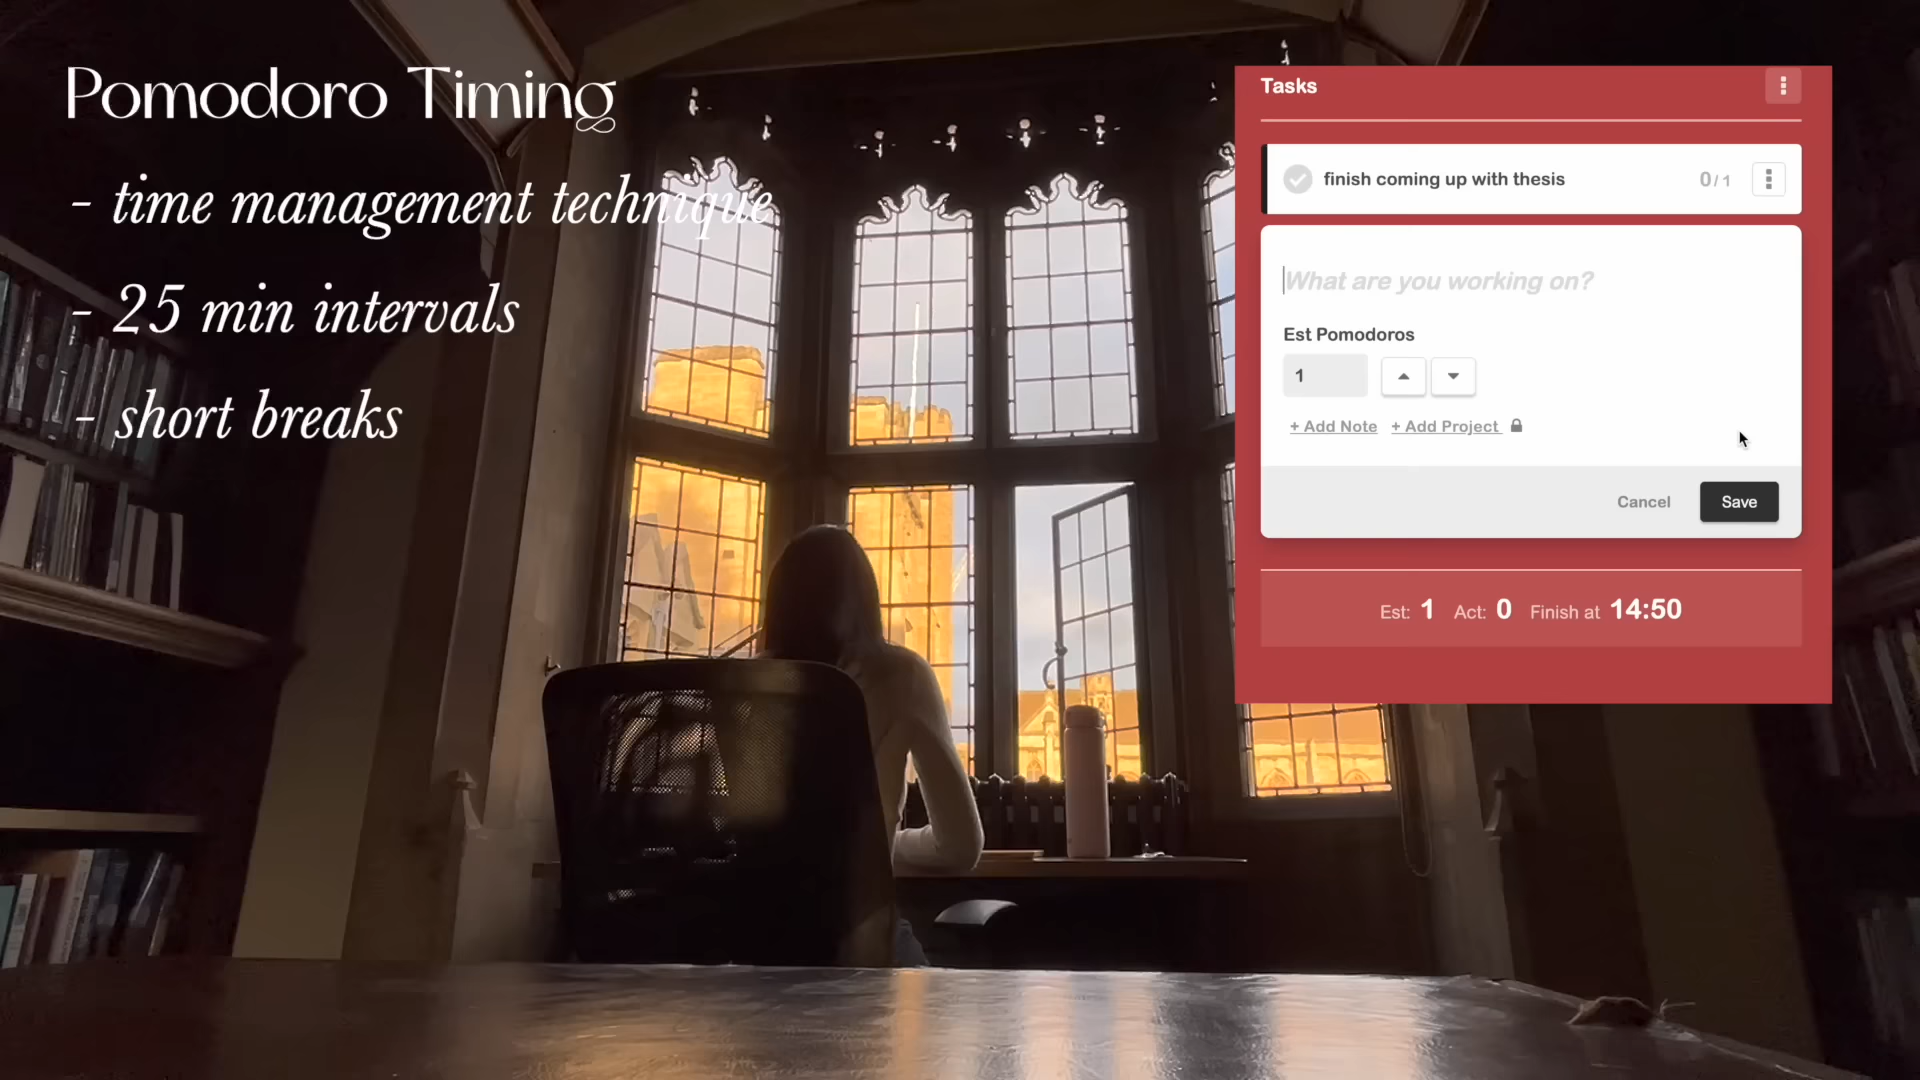 Pomodoro Timing
- time management technique
- 25 min intervals
- short breaks
Tasks
finish coming up with thesis 0/1
What are you working on?
Est Pomodoros
1
+ Add Note + Add Project
Cancel Save
Est: 1 Act: 0 Finish at 14:50